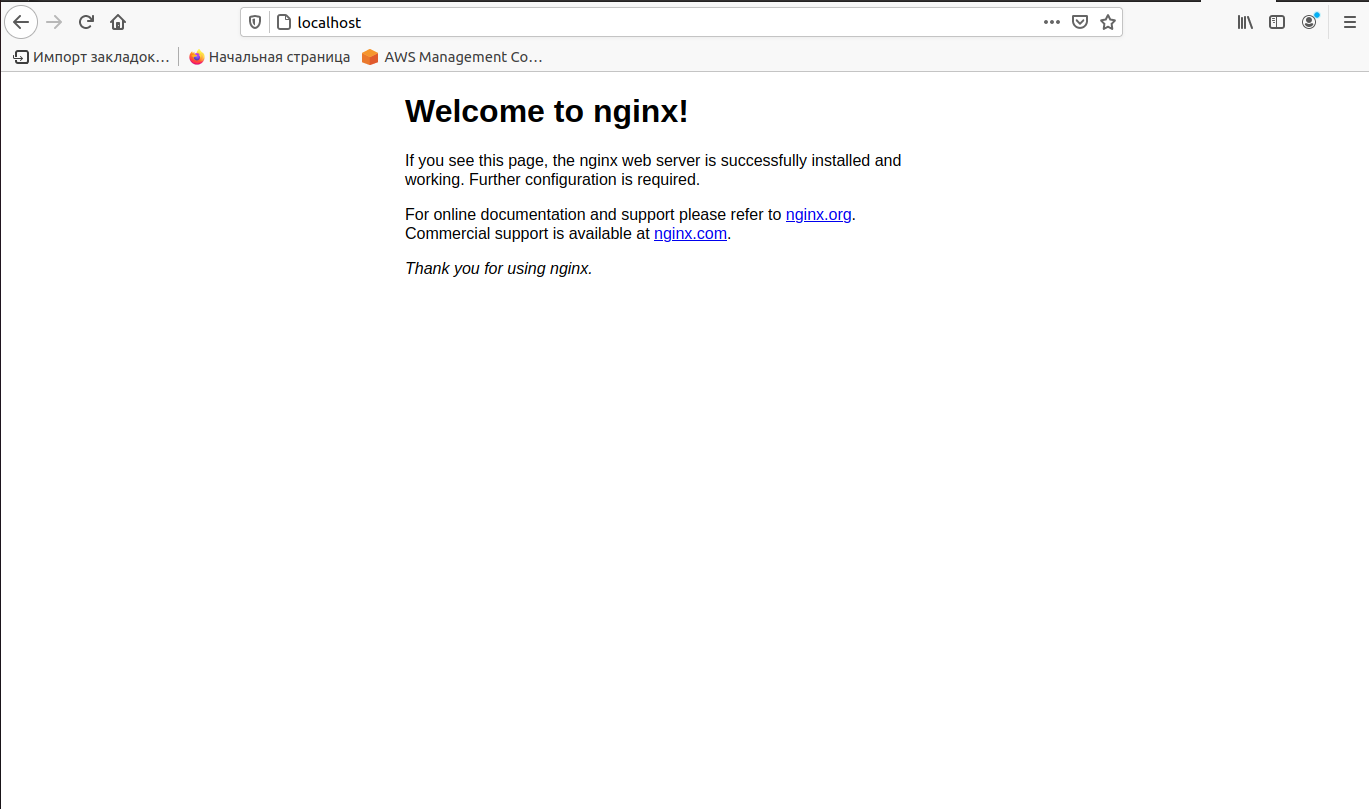 localhost
Импорт закладок…
Начальная страница
AWS Management Co…
Welcome to nginx!
If you see this page, the nginx web server is successfully installed and
working. Further configuration is required.
For online documentation and support please refer to nginx.org.
Commercial support is available at nginx.com.
Thank you for using nginx.